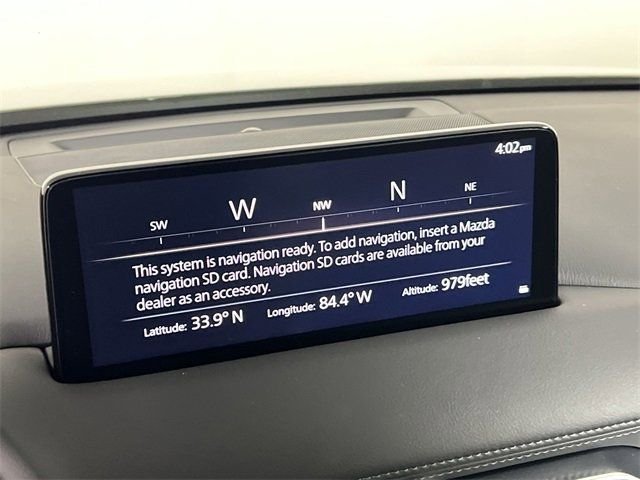 4:02pm
SW W NW N NE
This system is navigation ready. To add navigation, insert a Mazda
navigation SD card. Navigation SD cards are available from your
dealer as an accessory.
Latitude: 33.9° N Longitude: 84.4° W Altitude: 979feet